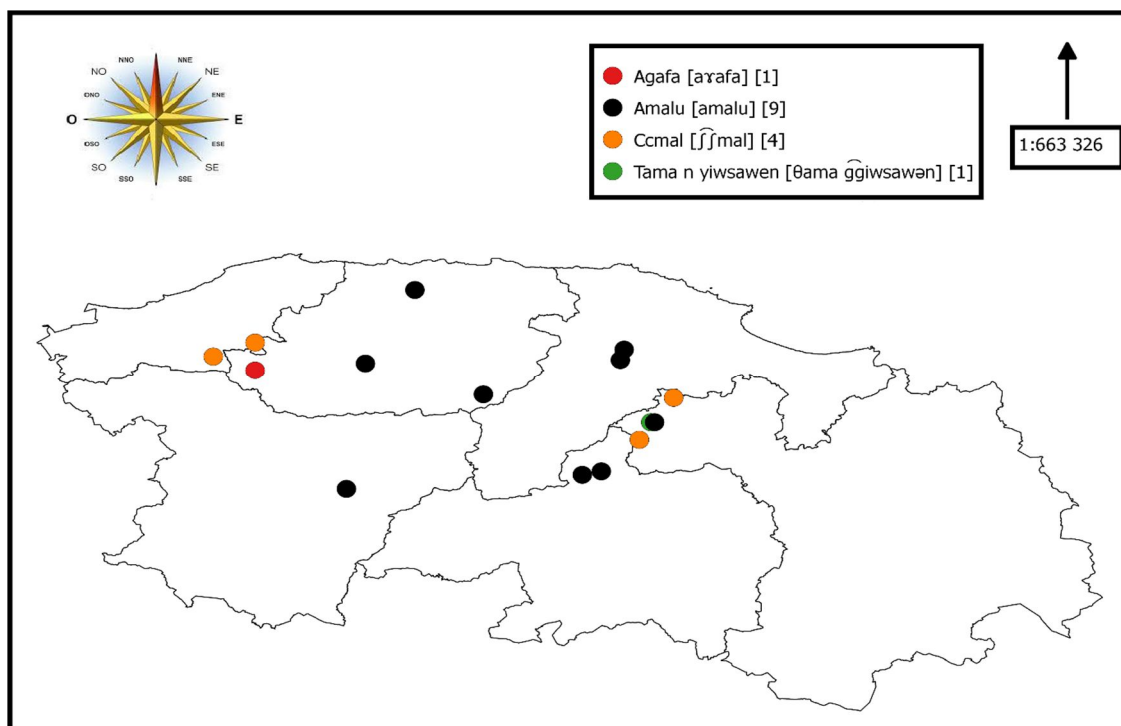 NNO
NNE
NO
NE
ONO
ENE
O
E
OSO
ESE
SO
SE
SSO
SSE
Agafa [aɤafa] [1]
Amalu [amalu] [9]
Ccmal [ʃ͡ʃmal] [4]
Tama n yiwsawen [θama g͡giwsawən] [1]
1:663 326